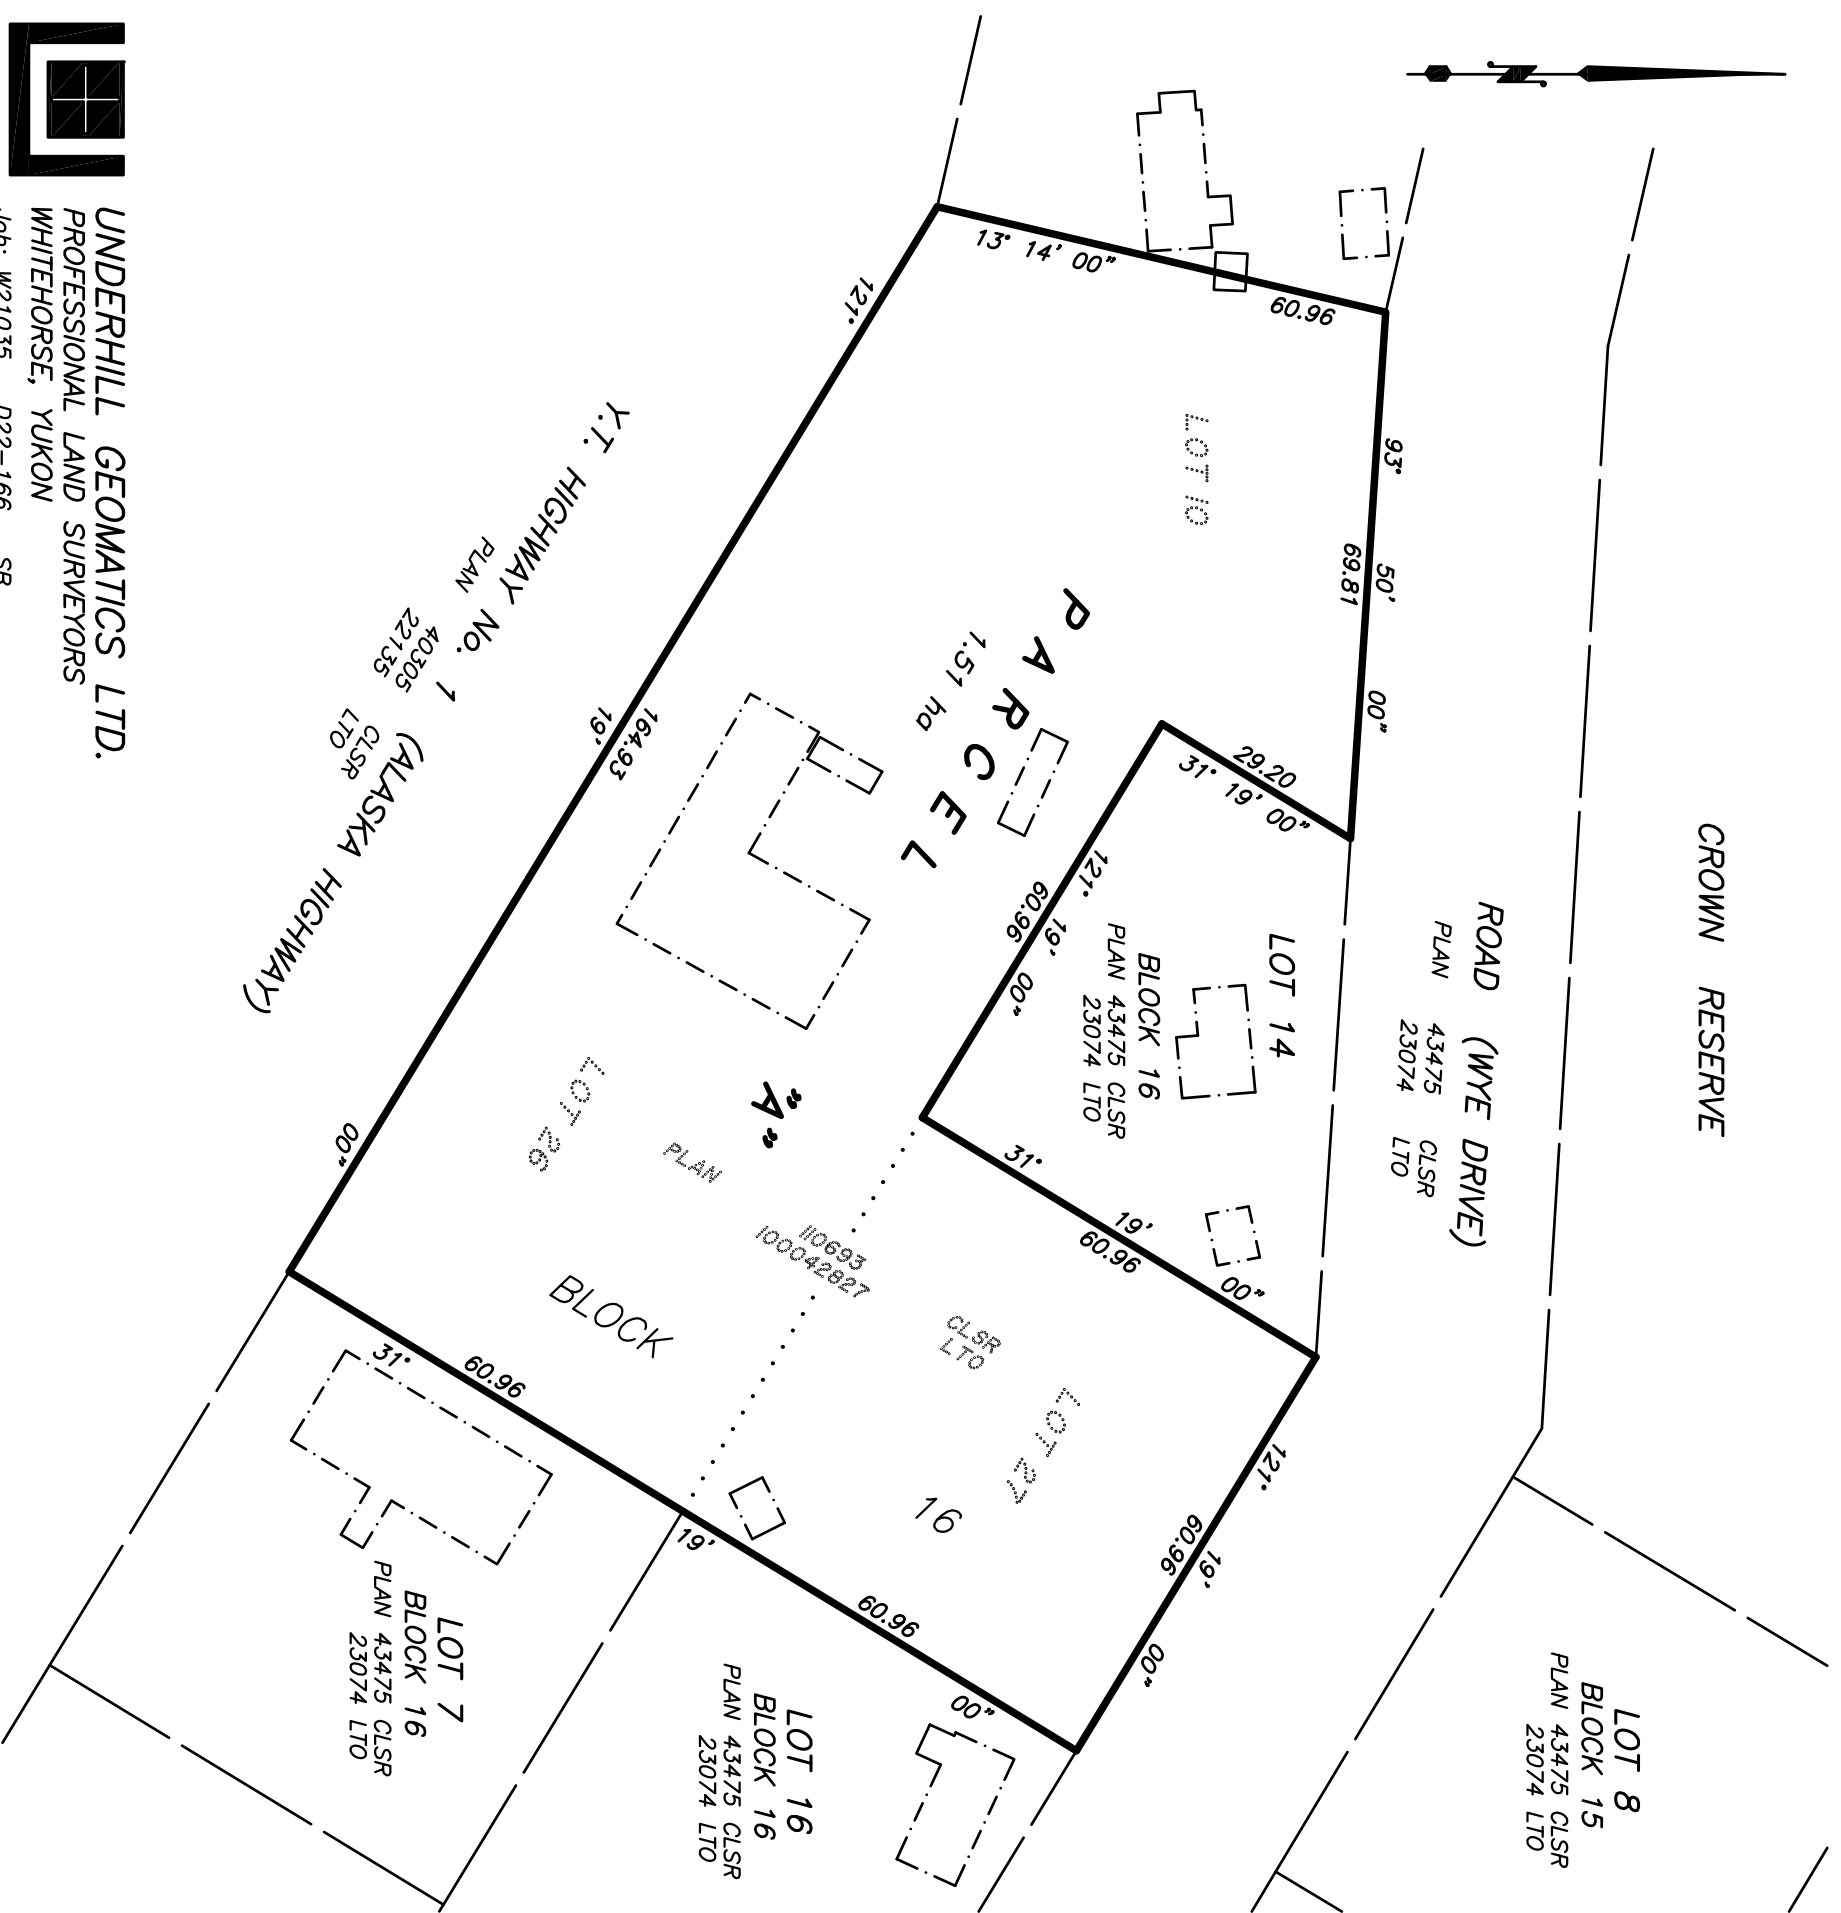 CROWN RESERVE
ROAD (WYE DRIVE)
PLAN 43475 CLSR
23074 LTO
LOT 8
BLOCK 15
PLAN 43475 CLSR
23074 LTO
13° 14' 00"
60.96
93° 50' 00"
69.81
LOT 10
29.20
31° 19' 00"
121° 19' 00"
60.96
LOT 14
BLOCK 16
PLAN 43475 CLSR
23074 LTO
31° 19' 00"
60.96
121° 19' 00"
60.96
PARCEL
"A"
1.51 ha
LOT 26
PLAN 110693 CLSR
100042827 LTO
LOT 27
BLOCK 16
121° 19' 00"
164.93
31° 19' 00"
60.96
60.96
LOT 16
BLOCK 16
PLAN 43475 CLSR
23074 LTO
LOT 7
BLOCK 16
PLAN 43475 CLSR
23074 LTO
Y.T. HIGHWAY No. 1 (ALASKA HIGHWAY)
PLAN 40305 CLSR
22135 LTO
UNDERHILL GEOMATICS LTD.
PROFESSIONAL LAND SURVEYORS
WHITEHORSE, YUKON
Job: W21035 D22-166 SR